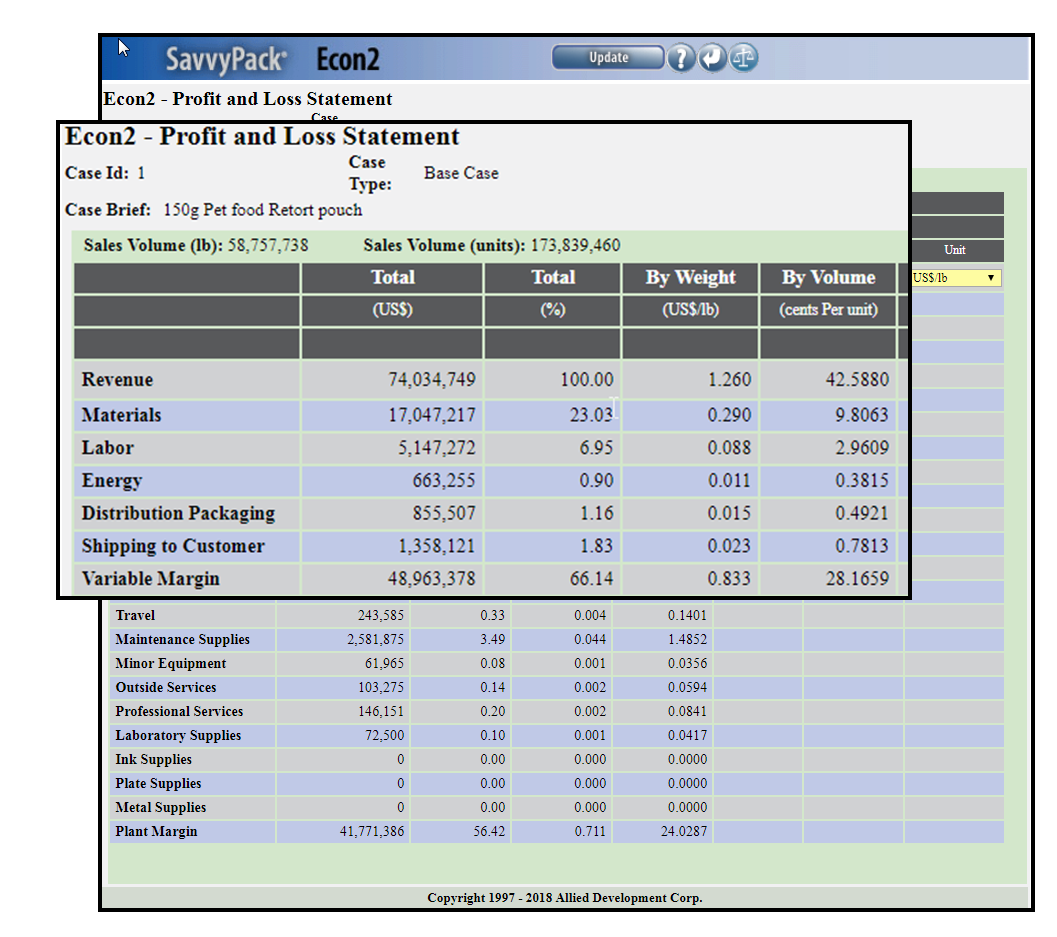 SavvyPack® Econ2 Update ?
Econ2 - Profit and Loss Statement
Case
Econ2 - Profit and Loss Statement
Case Id: 1 Case Type: Base Case
Case Brief: 150g Pet food Retort pouch
Sales Volume (lb): 58,757,738 Sales Volume (units): 173,839,460
Total Total By Weight By Volume
(US$) (%) (US$/lb) (cents Per unit)
Unit
US$/lb
Revenue 74,034,749 100.00 1.260 42.5880
Materials 17,047,217 23.03 0.290 9.8063
Labor 5,147,272 6.95 0.088 2.9609
Energy 663,255 0.90 0.011 0.3815
Distribution Packaging 855,507 1.16 0.015 0.4921
Shipping to Customer 1,358,121 1.83 0.023 0.7813
Variable Margin 48,963,378 66.14 0.833 28.1659
Travel 243,585 0.33 0.004 0.1401
Maintenance Supplies 2,581,875 3.49 0.044 1.4852
Minor Equipment 61,965 0.08 0.001 0.0356
Outside Services 103,275 0.14 0.002 0.0594
Professional Services 146,151 0.20 0.002 0.0841
Laboratory Supplies 72,500 0.10 0.001 0.0417
Ink Supplies 0 0.00 0.000 0.0000
Plate Supplies 0 0.00 0.000 0.0000
Metal Supplies 0 0.00 0.000 0.0000
Plant Margin 41,771,386 56.42 0.711 24.0287
Copyright 1997 - 2018 Allied Development Corp.